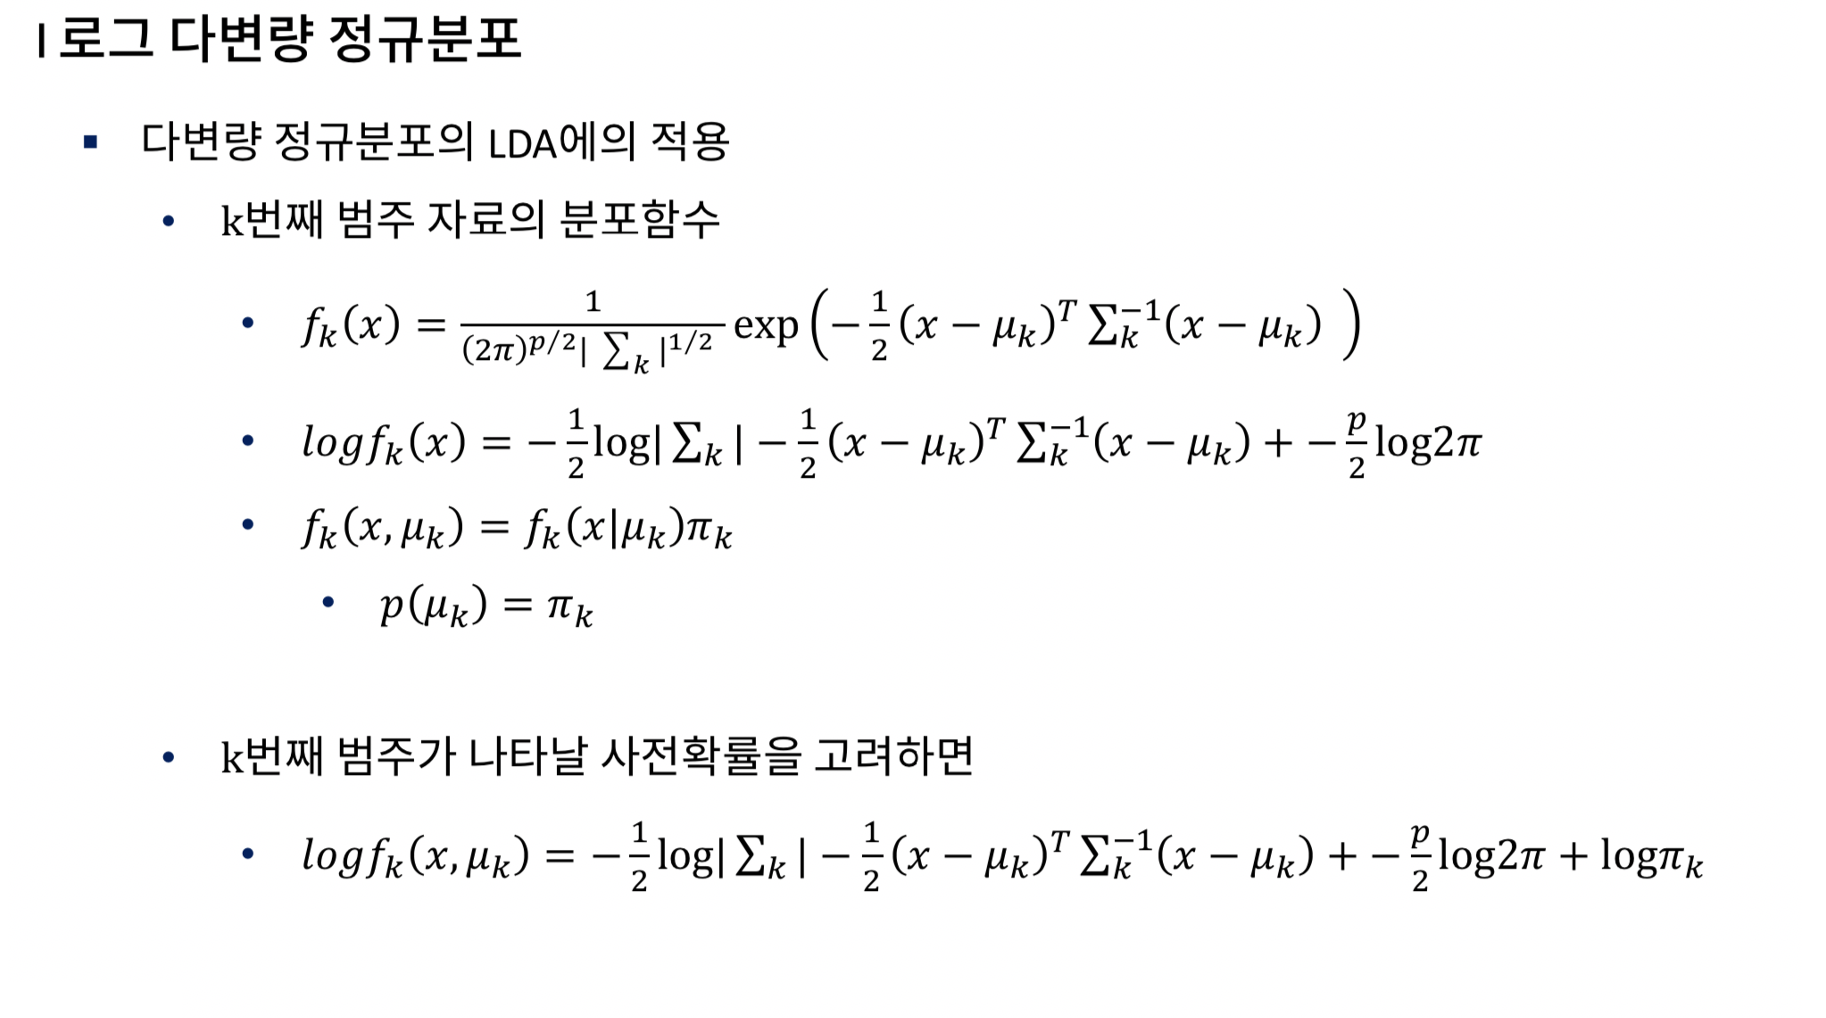 I 로그 다변량 정규분포
▪ 다변량 정규분포의 LDA에의 적용
• k번째 범주 자료의 분포함수
• $f_k(x) = \frac{1}{(2\pi)^{p/2}|\sum_k|^{1/2}} \exp\left(-\frac{1}{2}(x-\mu_k)^T \Sigma_k^{-1}(x-\mu_k)\right)$
• $logf_k(x) = -\frac{1}{2}\log|\Sigma_k| - \frac{1}{2}(x-\mu_k)^T \Sigma_k^{-1}(x-\mu_k) + -\frac{p}{2}\log 2\pi$
• $f_k(x,\mu_k) = f_k(x|\mu_k)\pi_k$
• $p(\mu_k) = \pi_k$
• k번째 범주가 나타날 사전확률을 고려하면
• $logf_k(x,\mu_k) = -\frac{1}{2}\log|\Sigma_k| - \frac{1}{2}(x-\mu_k)^T \Sigma_k^{-1}(x-\mu_k) + -\frac{p}{2}\log 2\pi + \log\pi_k$